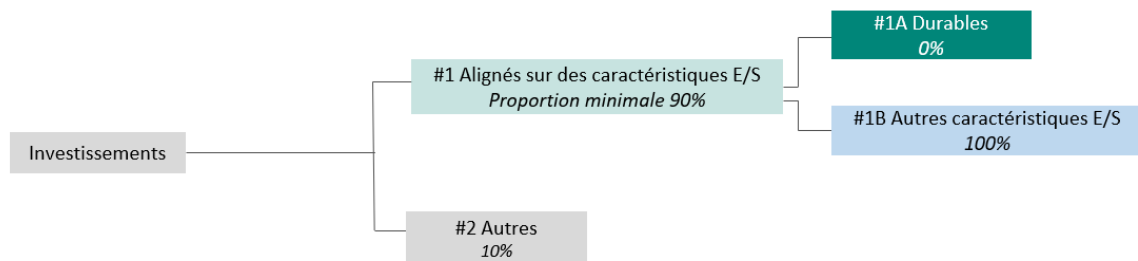 #1A Durables
0%
#1 Alignés sur des caractéristiques E/S
Proportion minimale 90%
#1B Autres caractéristiques E/S
100%
Investissements
#2 Autres
10%